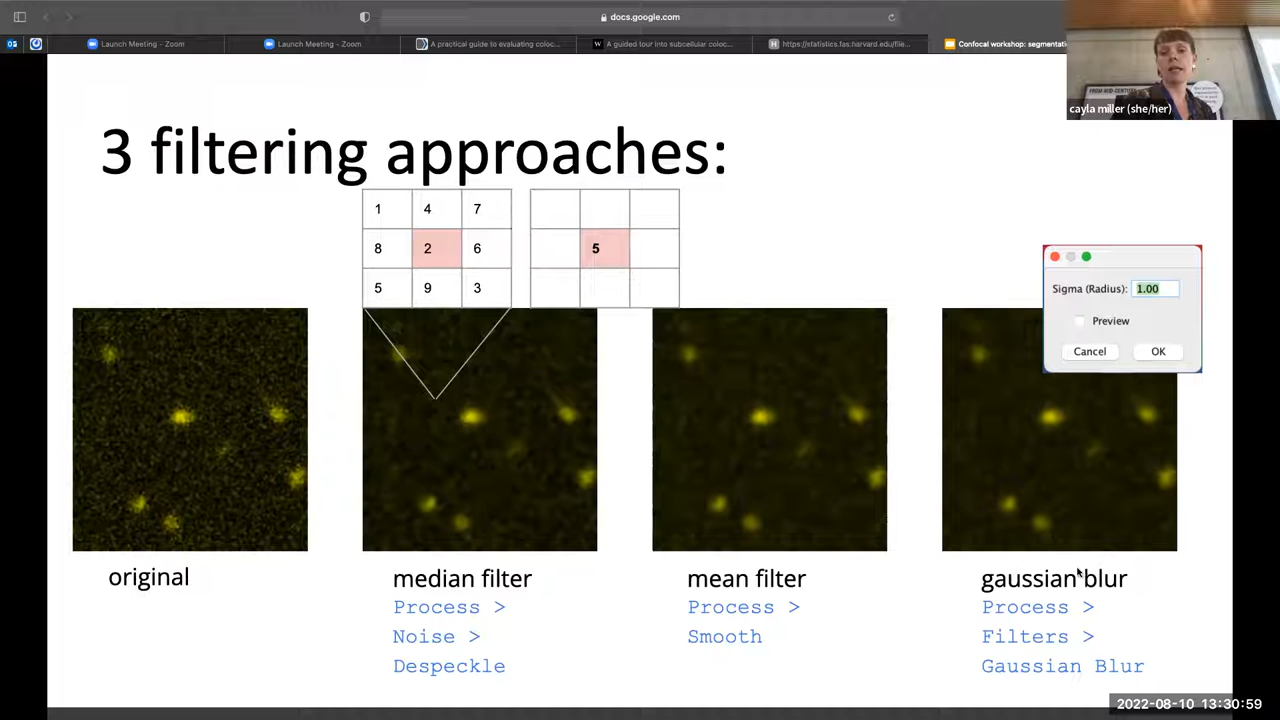 docs.google.com
Launch Meeting - Zoom
Launch Meeting - Zoom
A practical guide to evaluating coloc...
A guided tour into subcellular coloc...
https://statistics.fas.harvard.edu/file...
Confocal workshop: segmentati
FROM MID-CENTURY
cayla miller (she/her)
3 filtering approaches:
1 4 7
8 2 6
5 9 3
5
Sigma (Radius): 1.00
Preview
Cancel OK
original
median filter
Process >
Noise >
Despeckle
mean filter
Process >
Smooth
gaussian blur
Process >
Filters >
Gaussian Blur
2022-08-10 13:30:59